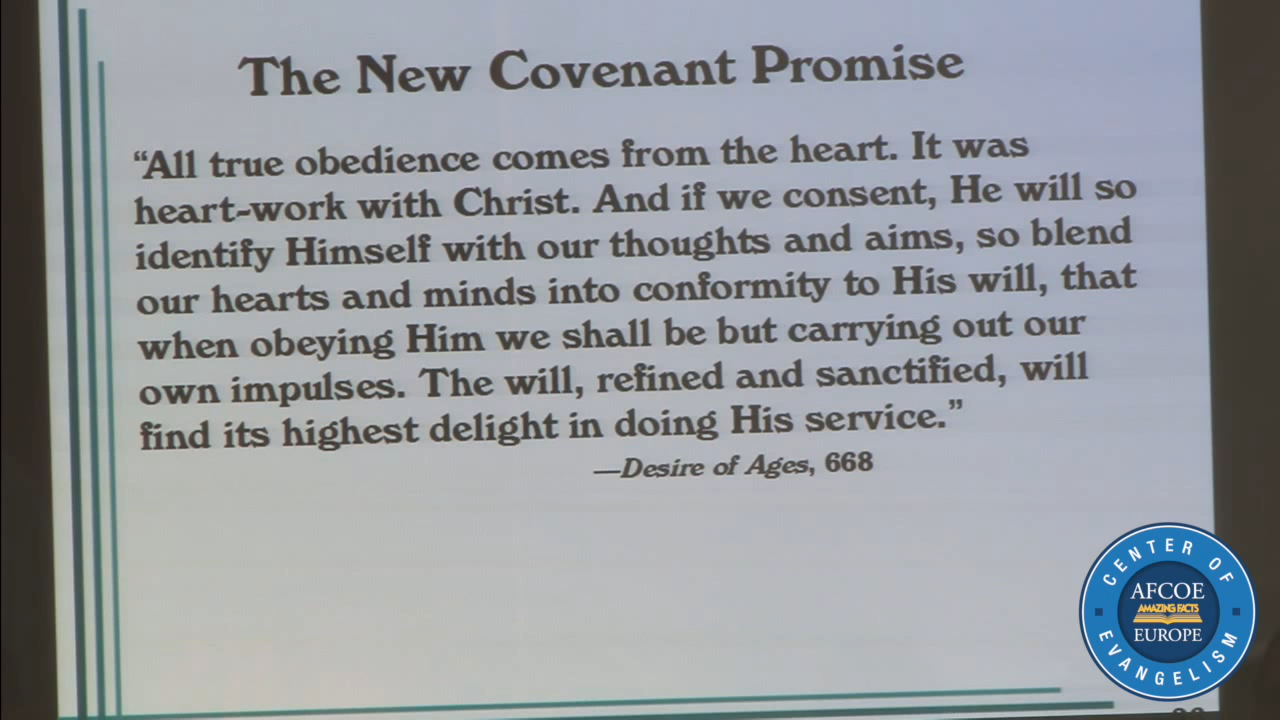 The New Covenant Promise
“All true obedience comes from the heart. It was
heart-work with Christ. And if we consent, He will so
identify Himself with our thoughts and aims, so blend
our hearts and minds into conformity to His will, that
when obeying Him we shall be but carrying out our
own impulses. The will, refined and sanctified, will
find its highest delight in doing His service.”
—Desire of Ages, 668
CENTER OF
AFCOE
AMAZING FACTS
EUROPE
EVANGELISM